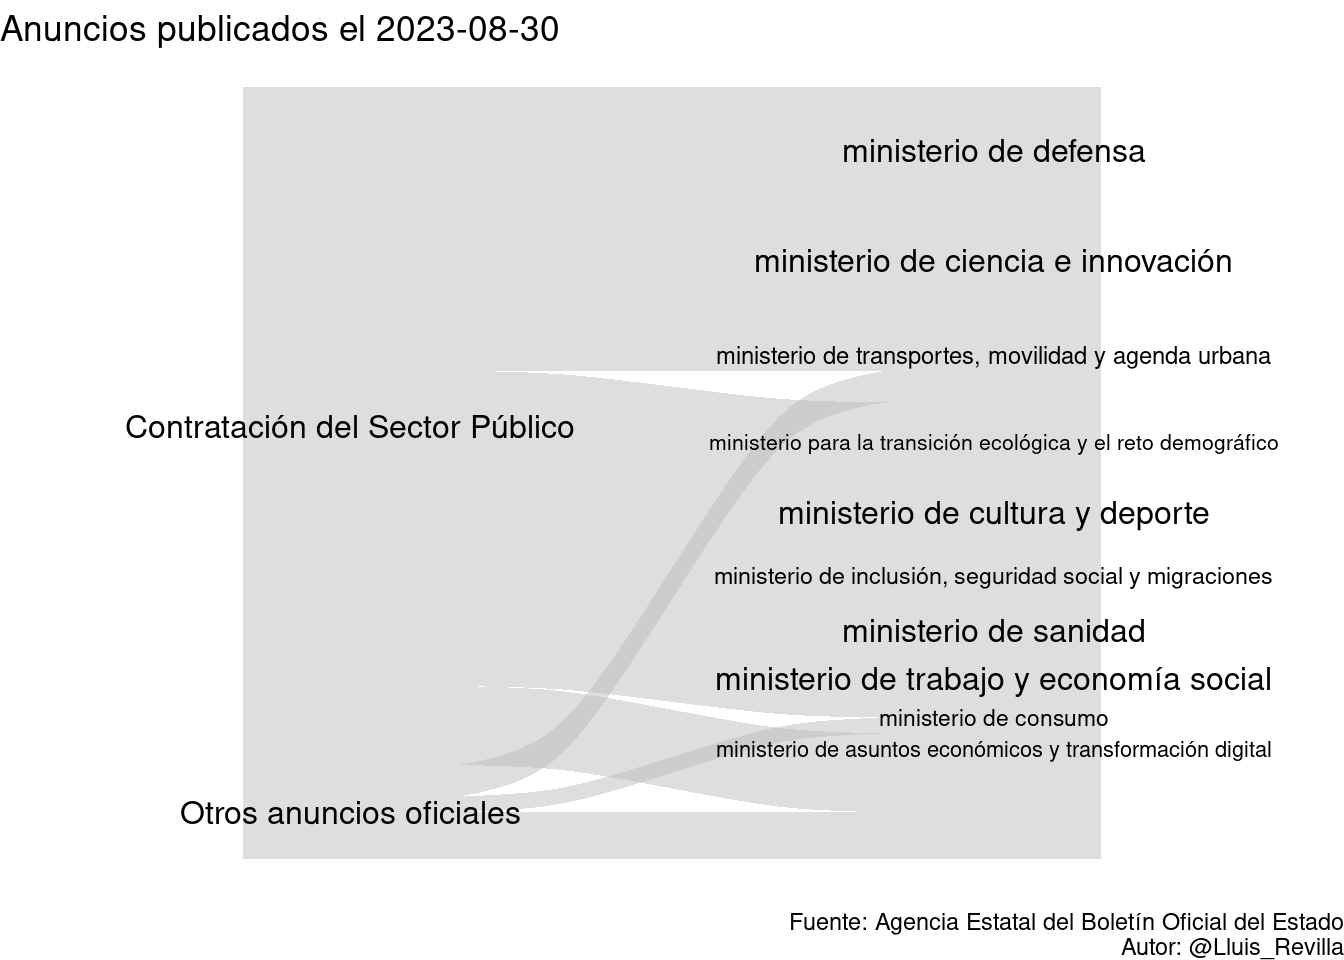 Anuncios publicados el 2023-08-30
ministerio de defensa
ministerio de ciencia e innovación
ministerio de transportes, movilidad y agenda urbana
Contratación del Sector Público
ministerio para la transición ecológica y el reto demográfico
ministerio de cultura y deporte
ministerio de inclusión, seguridad social y migraciones
ministerio de sanidad
ministerio de trabajo y economía social
ministerio de consumo
ministerio de asuntos económicos y transformación digital
Otros anuncios oficiales
Fuente: Agencia Estatal del Boletín Oficial del Estado
Autor: @Lluis_Revilla